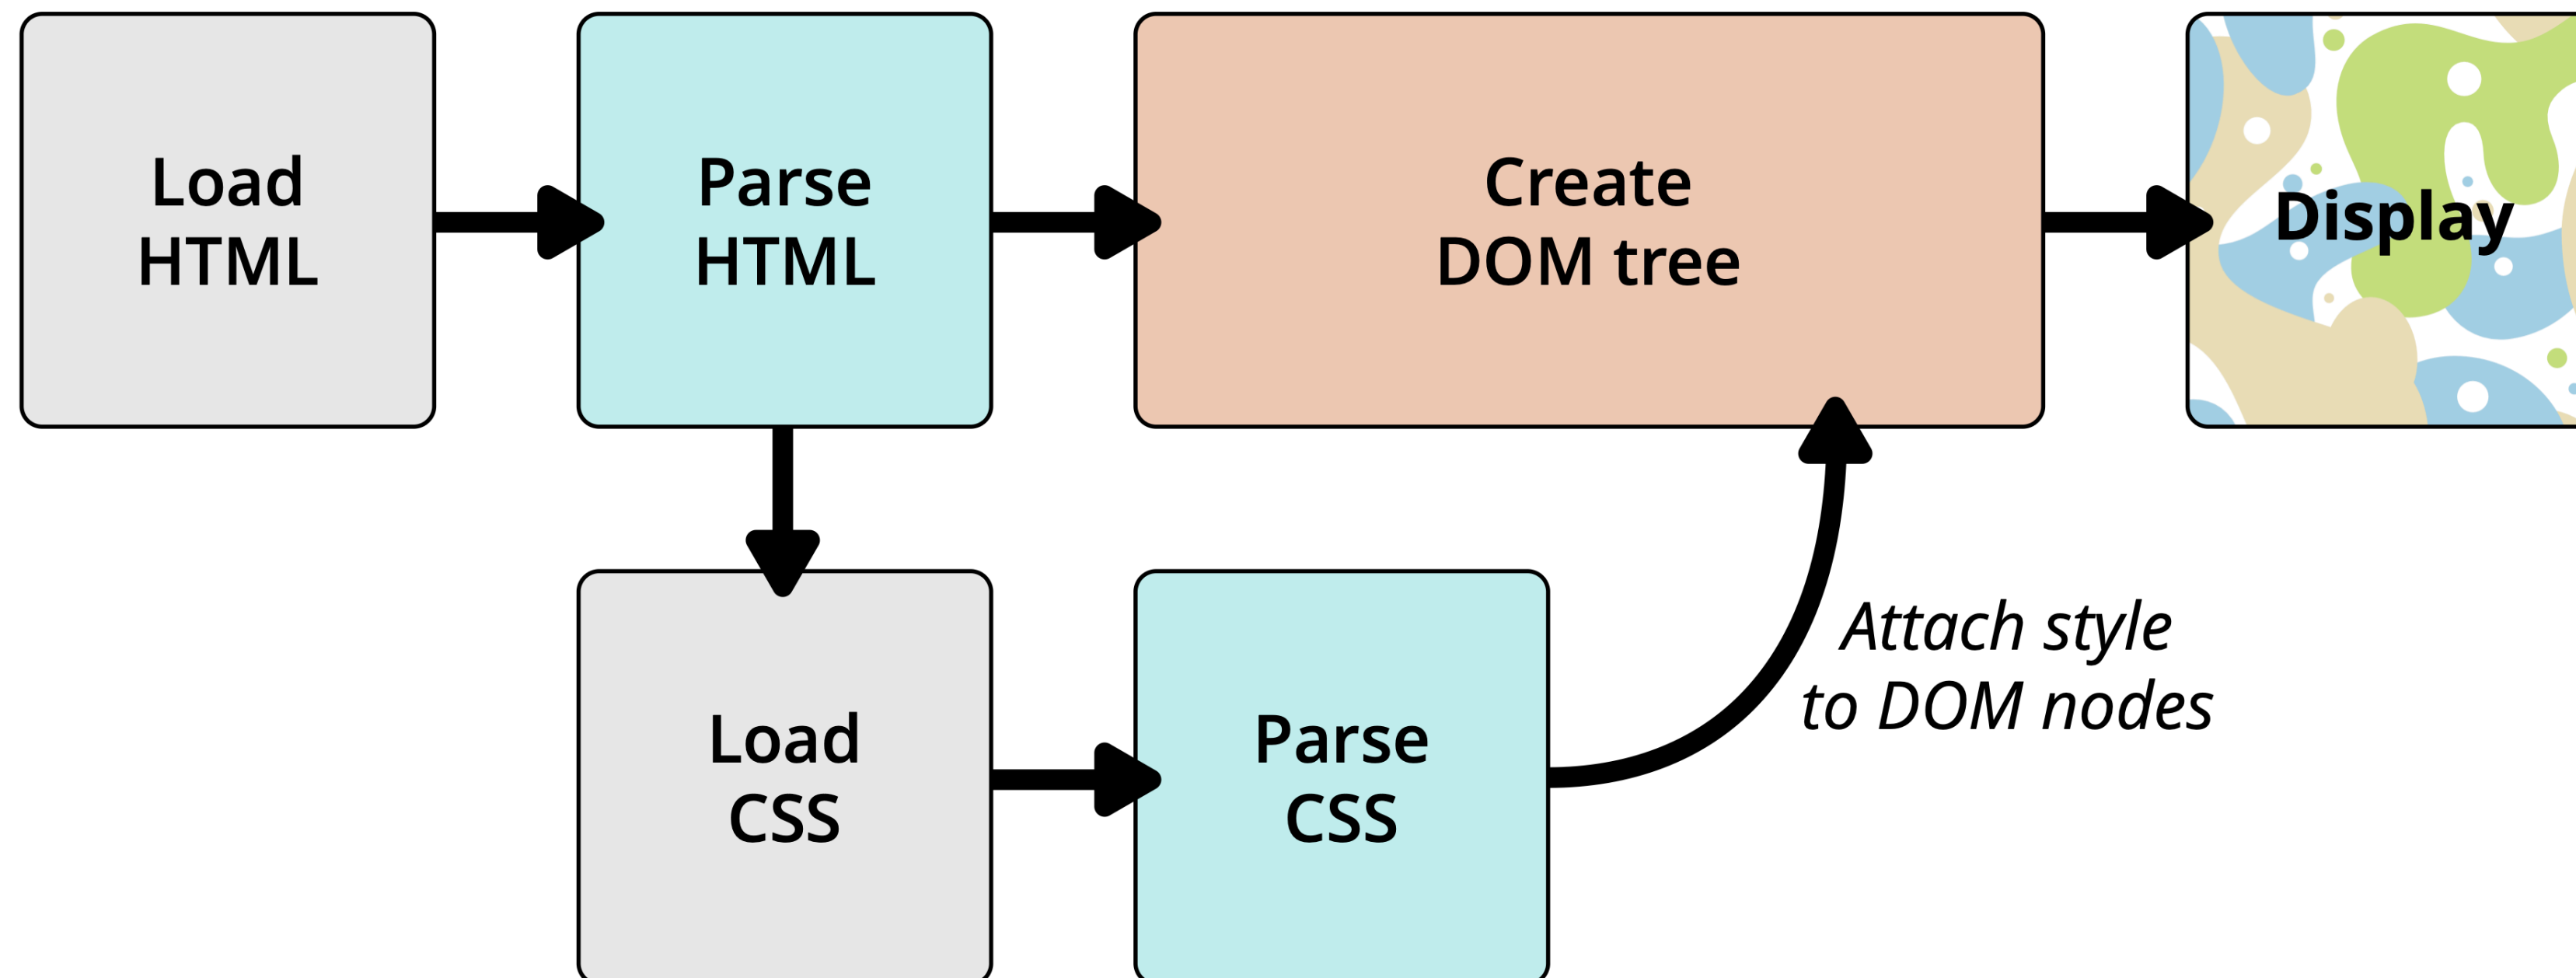 Load
HTML
Parse
HTML
Create
DOM tree
Display
Load
CSS
Parse
CSS
Attach style
to DOM nodes